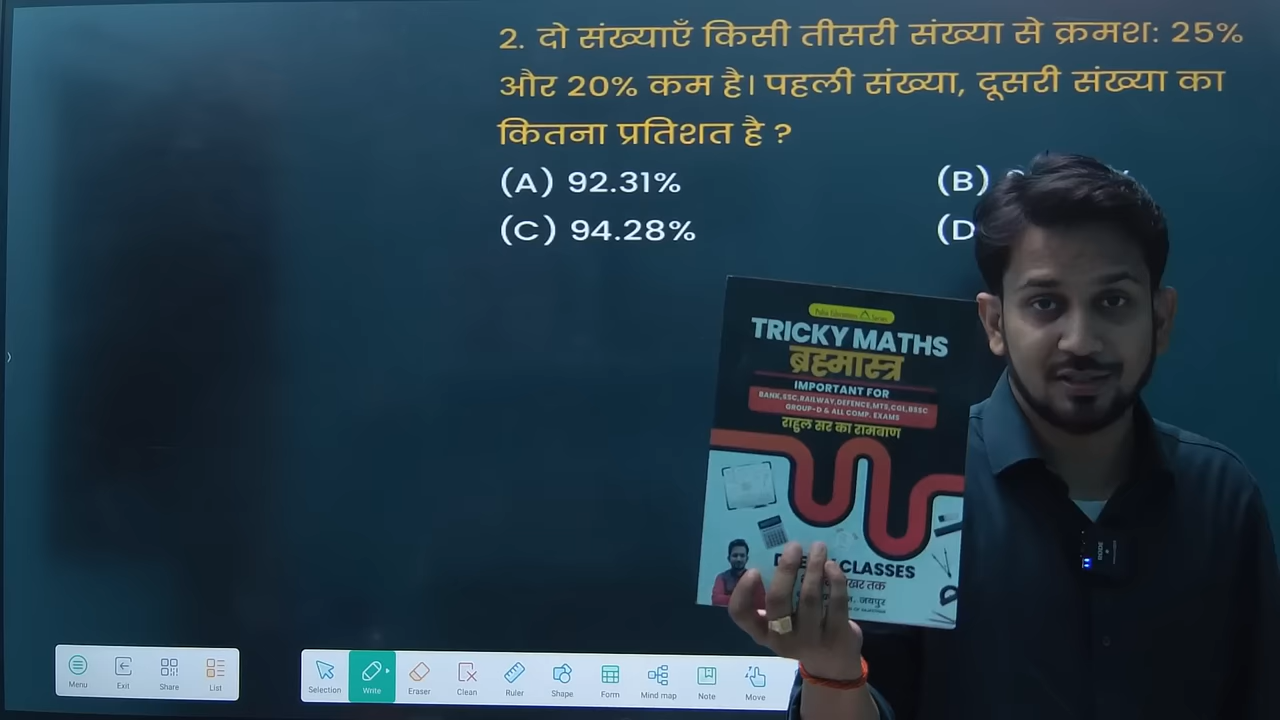 2. दो संख्याएँ किसी तीसरी संख्या से क्रमश: 25%
और 20% कम है। पहली संख्या, दूसरी संख्या का
कितना प्रतिशत है ?
(A) 92.31% (B)
(C) 94.28% (D
TRICKY MATHS
ब्रह्मास्त्र
IMPORTANT FOR
BANK,SSC,RAILWAY,DEFENCE,MTS,CGL,BSSC
GROUP-D & ALL COMP. EXAMS
राहुल सर का रामबाण
CLASSES
तक
जयपुर
Menu Exit Share List
Selection Write Eraser Clean Ruler Shape Form Mind map Note Move